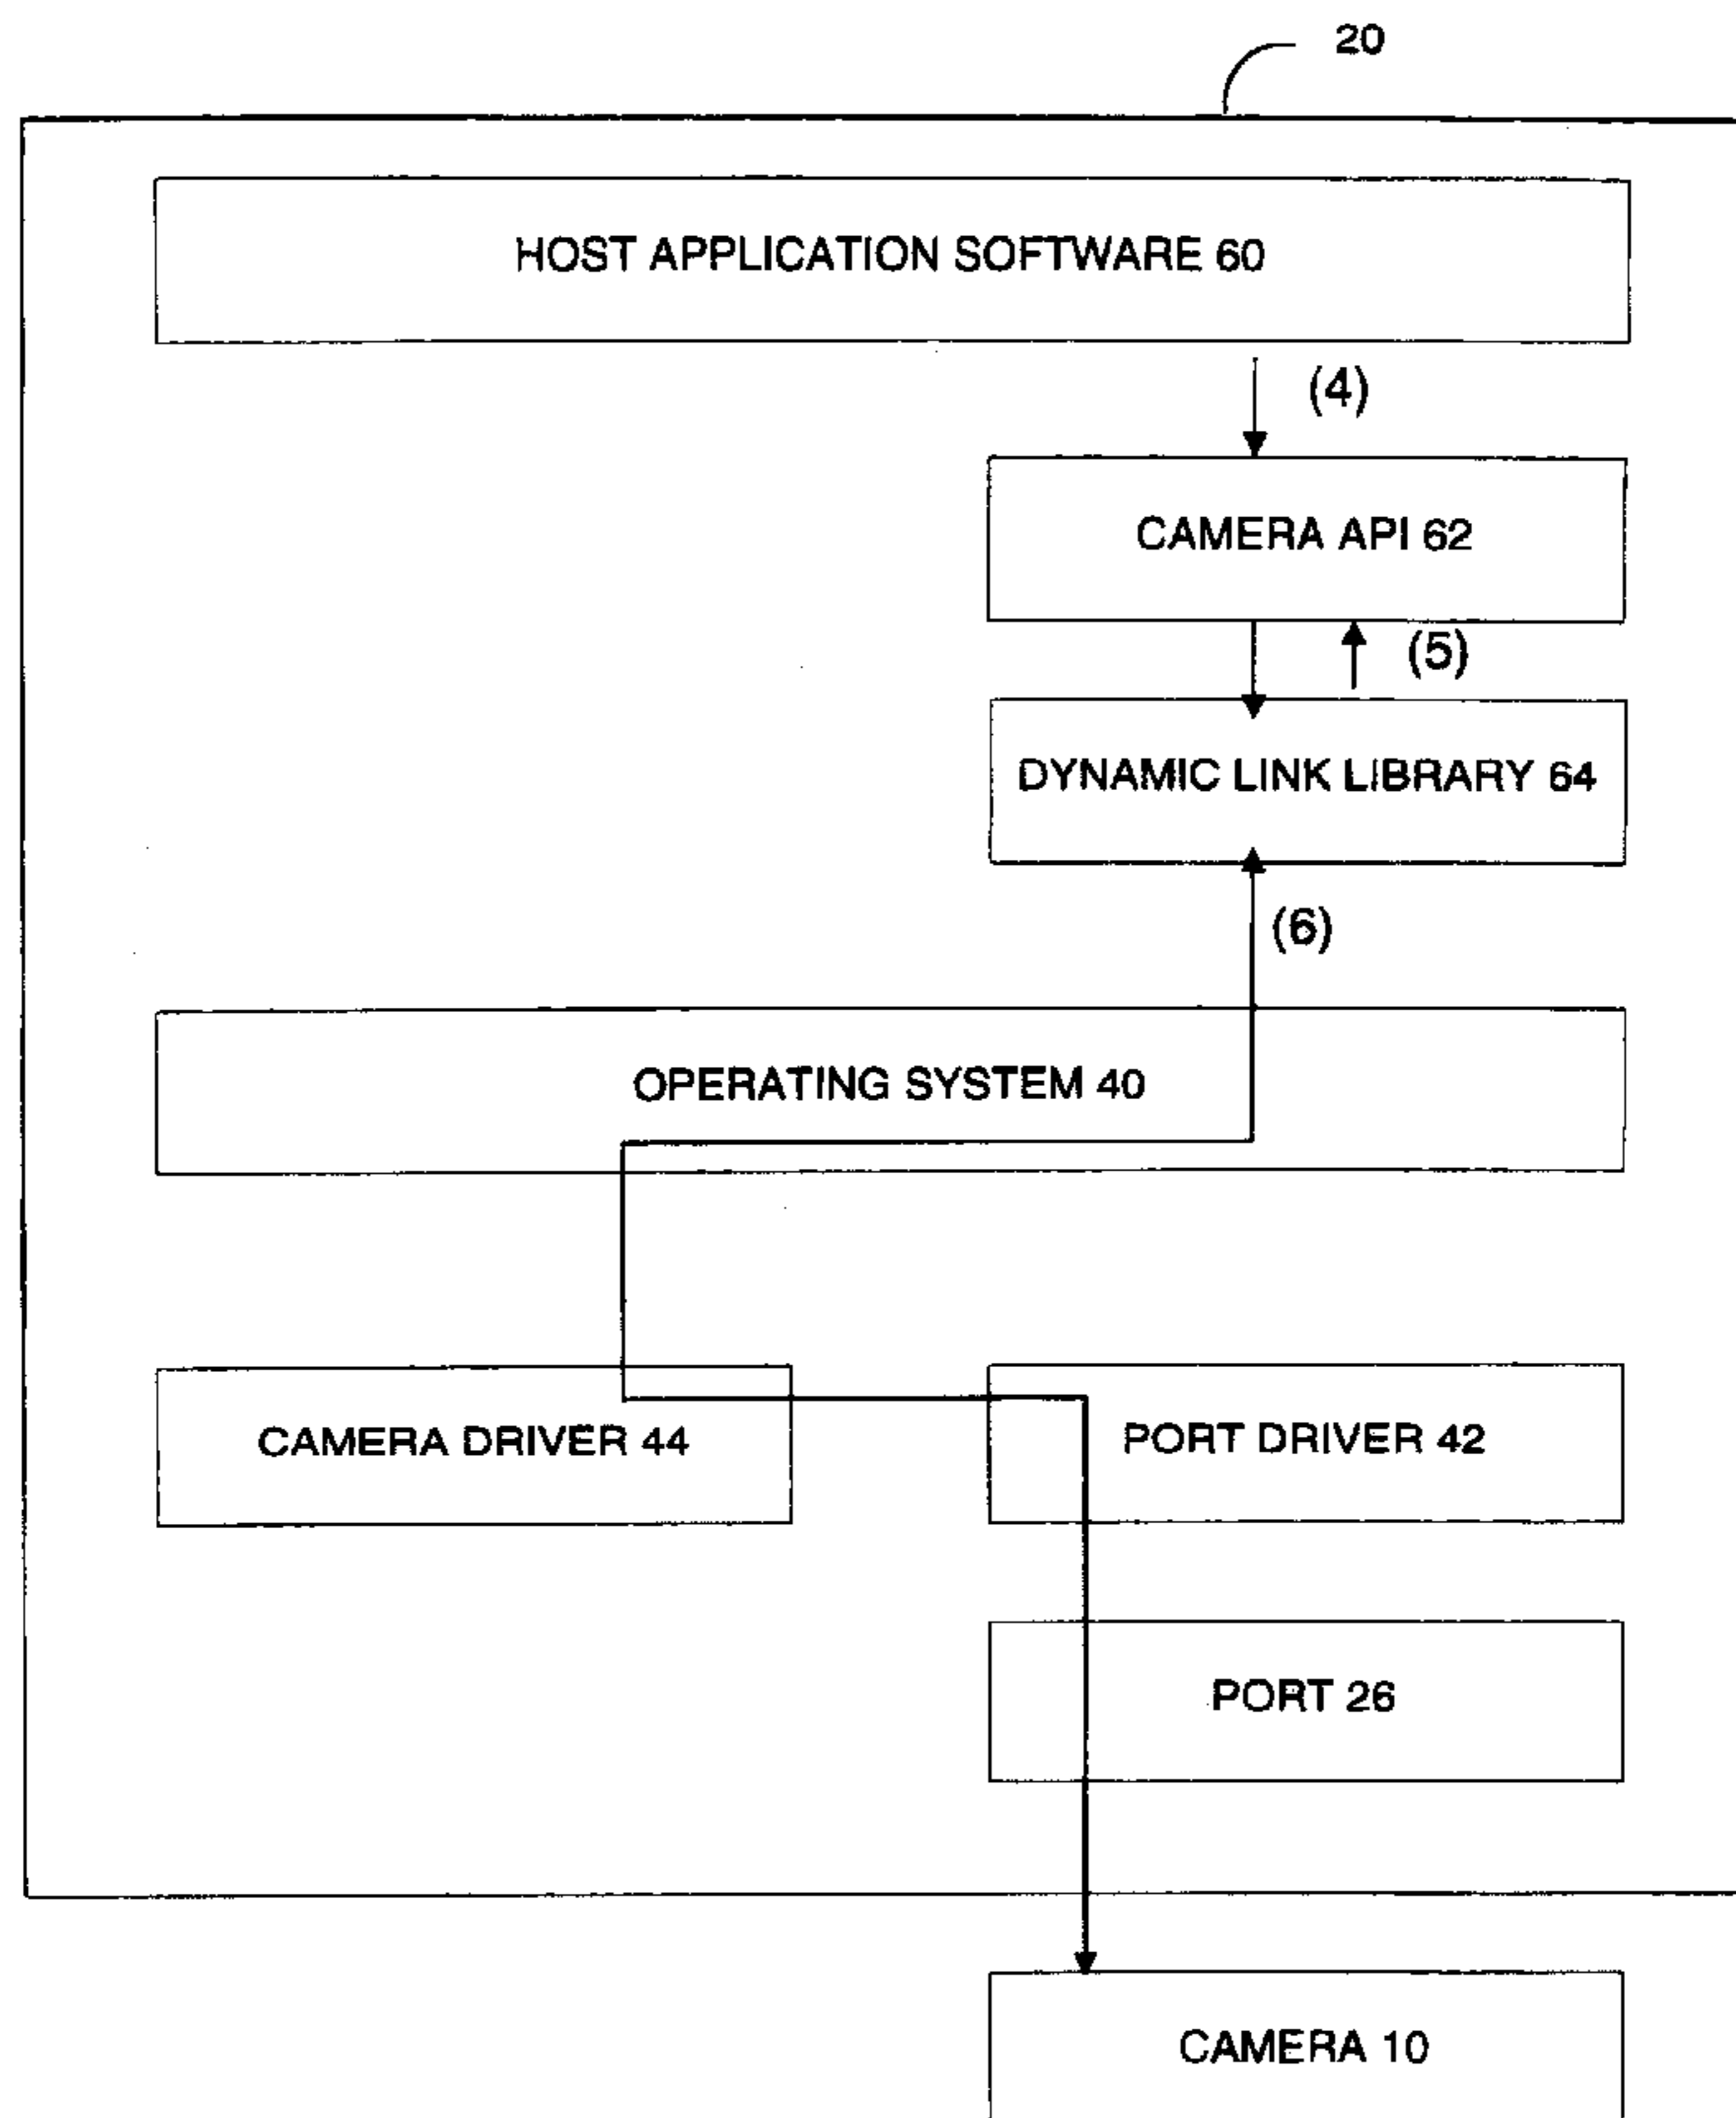 20
HOST APPLICATION SOFTWARE 60
(4)
CAMERA API 62
(5)
DYNAMIC LINK LIBRARY 64
(6)
OPERATING SYSTEM 40
CAMERA DRIVER 44
PORT DRIVER 42
PORT 26
CAMERA 10